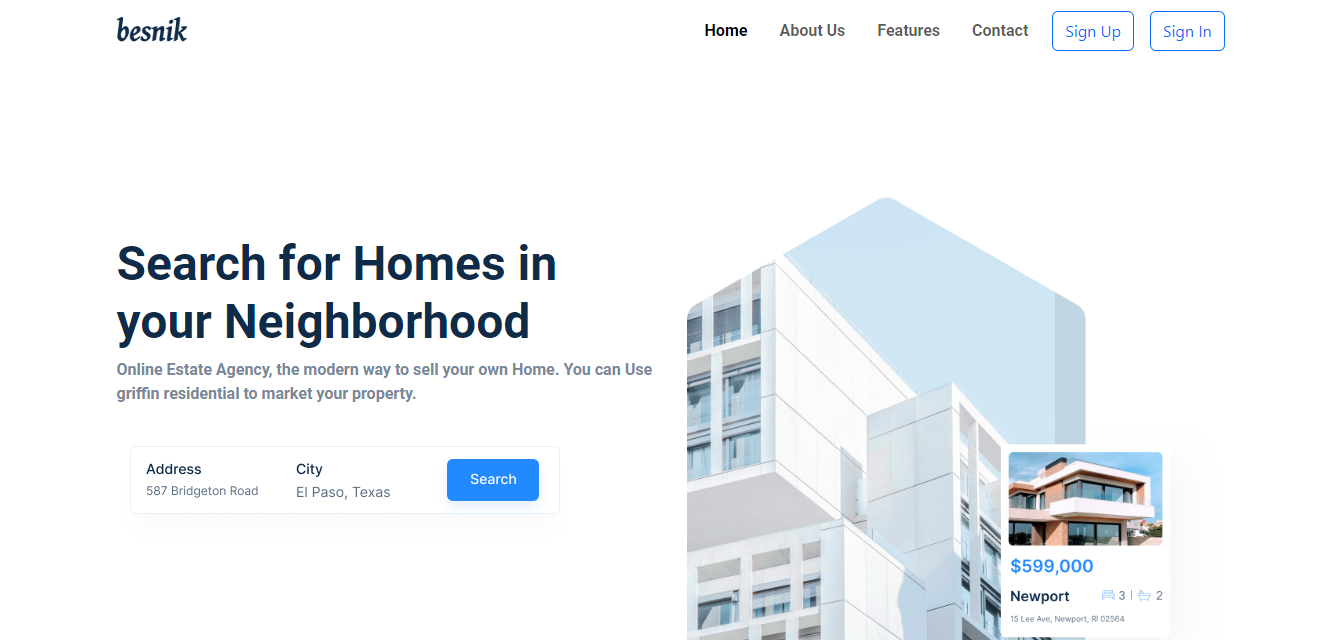 besnik
Home About Us Features Contact Sign Up Sign In
Search for Homes in
your Neighborhood
Online Estate Agency, the modern way to sell your own Home. You can Use
griffin residential to market your property.
Address City
587 Bridgeton Road El Paso, Texas
Search
$599,000
Newport 3 | 2
15 Lee Ave, Newport, RI 02564